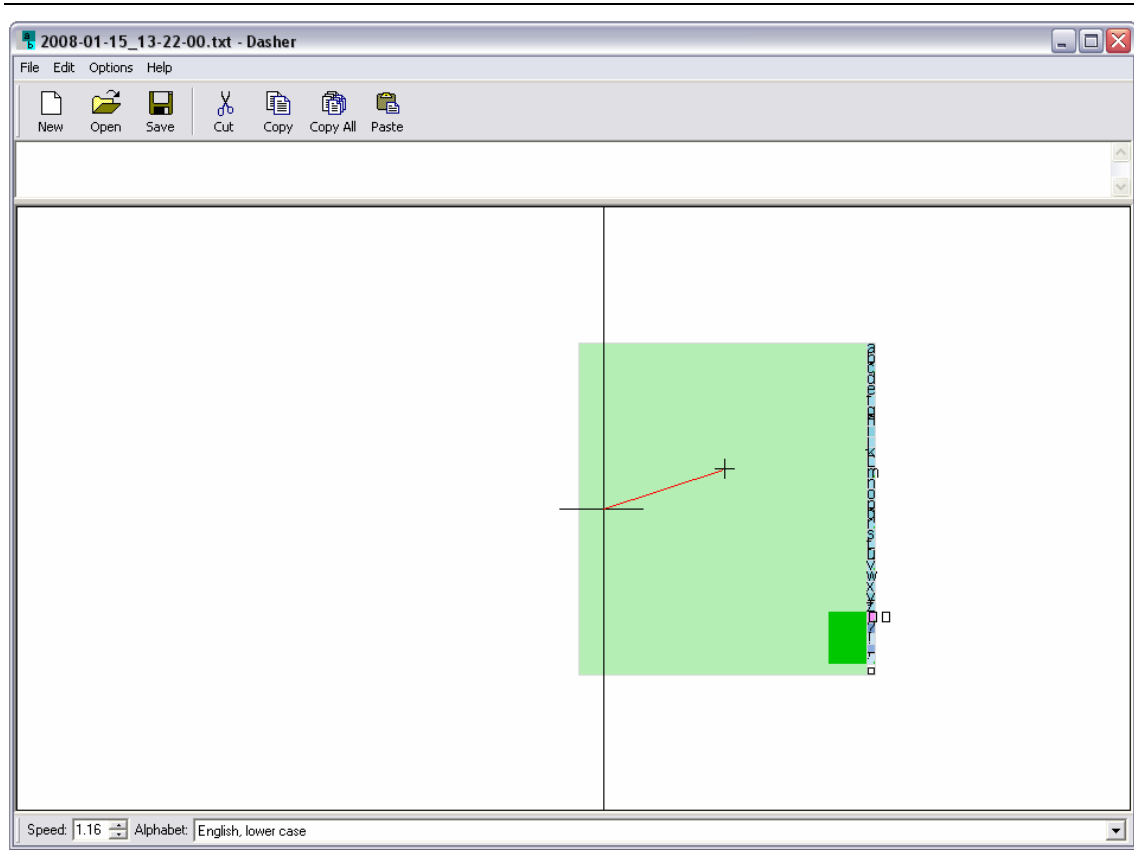 2008-01-15_13-22-00.txt - Dasher
File Edit Options Help
New Open Save Cut Copy Copy All Paste
a
b
c
d
e
f
g
h
i
j
k
l
m
n
o
p
q
r
s
t
u
v
w
x
y
z
Speed: 1.16 Alphabet: English, lower case